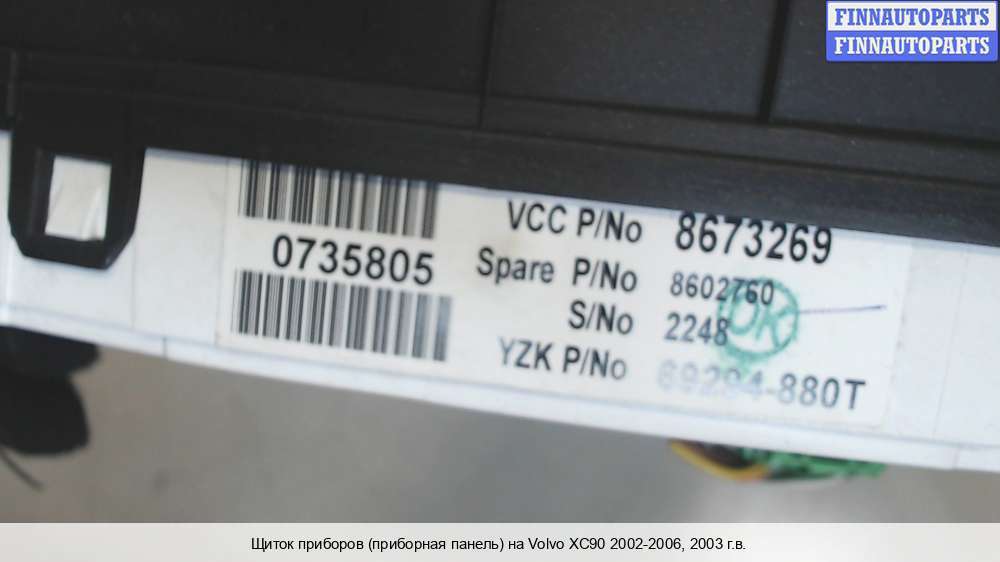 FINNAUTOPARTS
FINNAUTOPARTS
VCC P/No 8673269
0735805
Spare P/No 8602760
S/No 2248
OK
YZK P/No 69294-880T
Щиток приборов (приборная панель) на Volvo XC90 2002-2006, 2003 г.в.